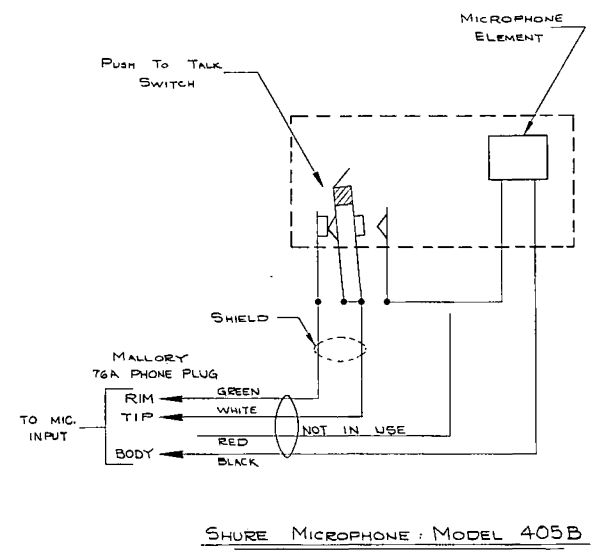 MICROPHONE
ELEMENT
PUSH TO TALK
SWITCH
SHIELD
MALLORY
76A PHONE PLUG
GREEN
RIM
WHITE
TIP
TO MIC.
INPUT
NOT IN USE
RED
BODY
BLACK
SHURE MICROPHONE : MODEL 405B